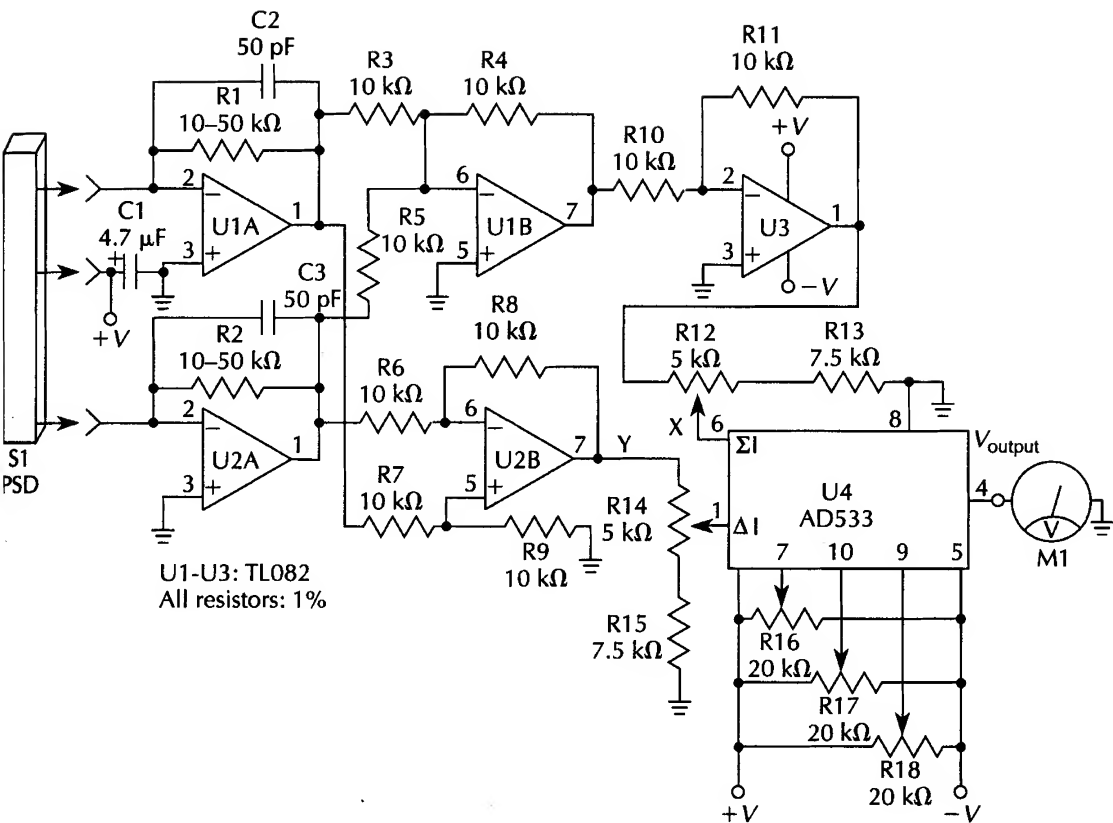 C2
50 pF
R1
10–50 kΩ
R3
10 kΩ
R4
10 kΩ
R11
10 kΩ
+V
R10
10 kΩ
2
−
U1A
1
3
+
C1
4.7 μF
+
+V
6
−
U1B
7
5
+
2
−
U3
1
3
+
−V
R5
10 kΩ
C3
50 pF
R2
10–50 kΩ
R8
10 kΩ
R6
10 kΩ
R12
5 kΩ
R13
7.5 kΩ
2
−
U2A
1
3
+
6
−
U2B
7
Y
5
+
X
6
8
ΣI
Voutput
4
U4
AD533
1
ΔI
7
10
9
5
V
M1
S1
PSD
R7
10 kΩ
R9
10 kΩ
R14
5 kΩ
R15
7.5 kΩ
U1-U3: TL082
All resistors: 1%
R16
20 kΩ
R17
20 kΩ
R18
20 kΩ
+V
−V